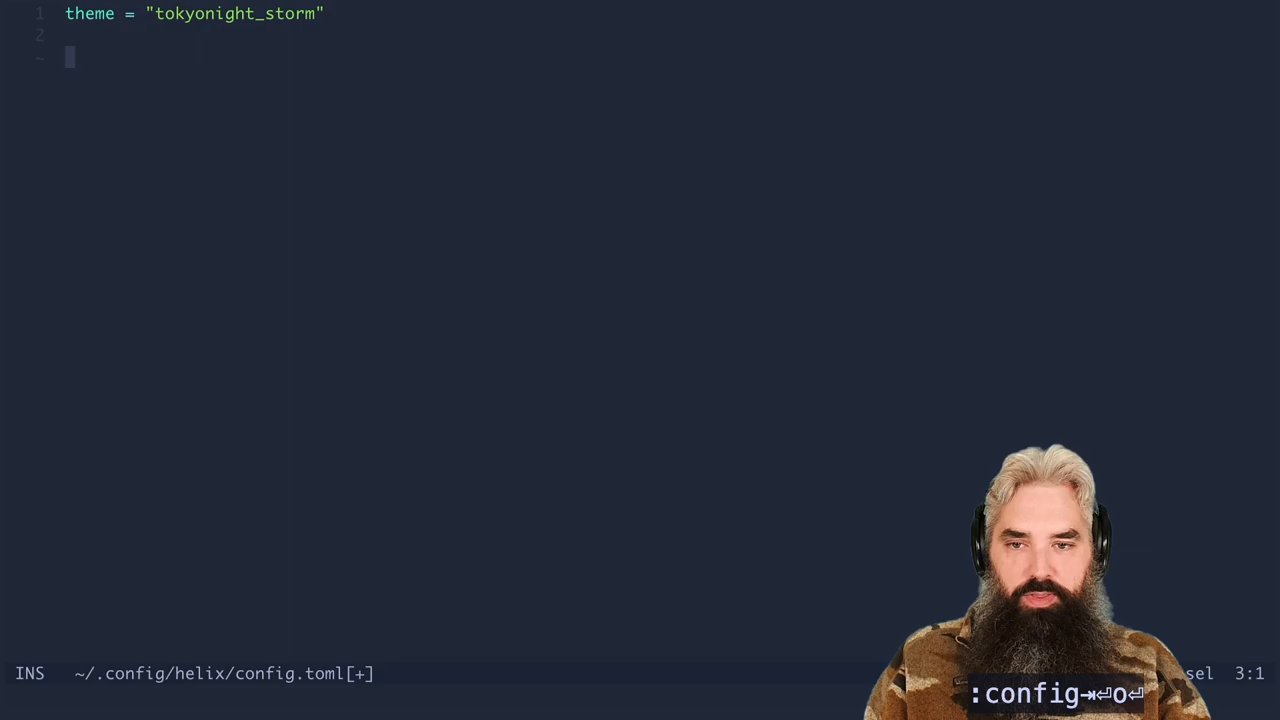 1 theme = "tokyonight_storm"
2
~
INS ~/.config/helix/config.toml[+] sel 3:1
:config⇥⏎o⏎